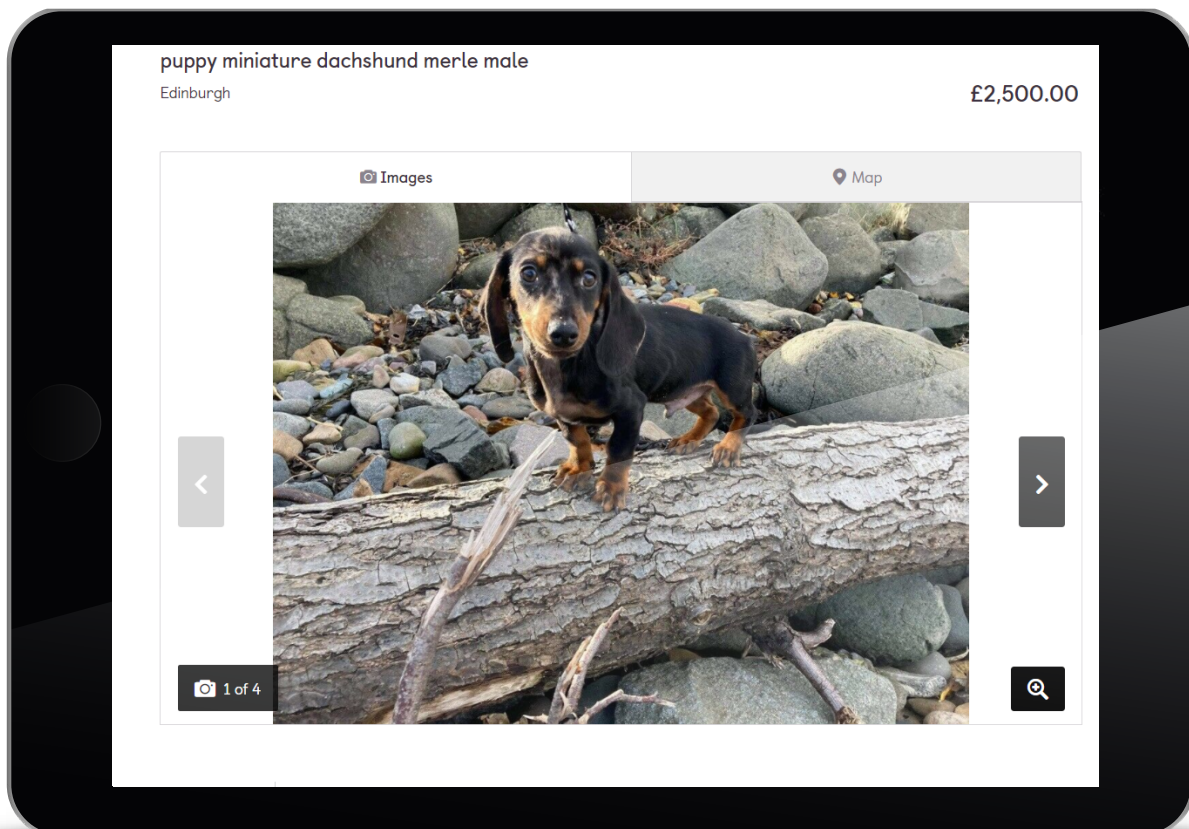 puppy miniature dachshund merle male
Edinburgh
£2,500.00
Images
Map
1 of 4